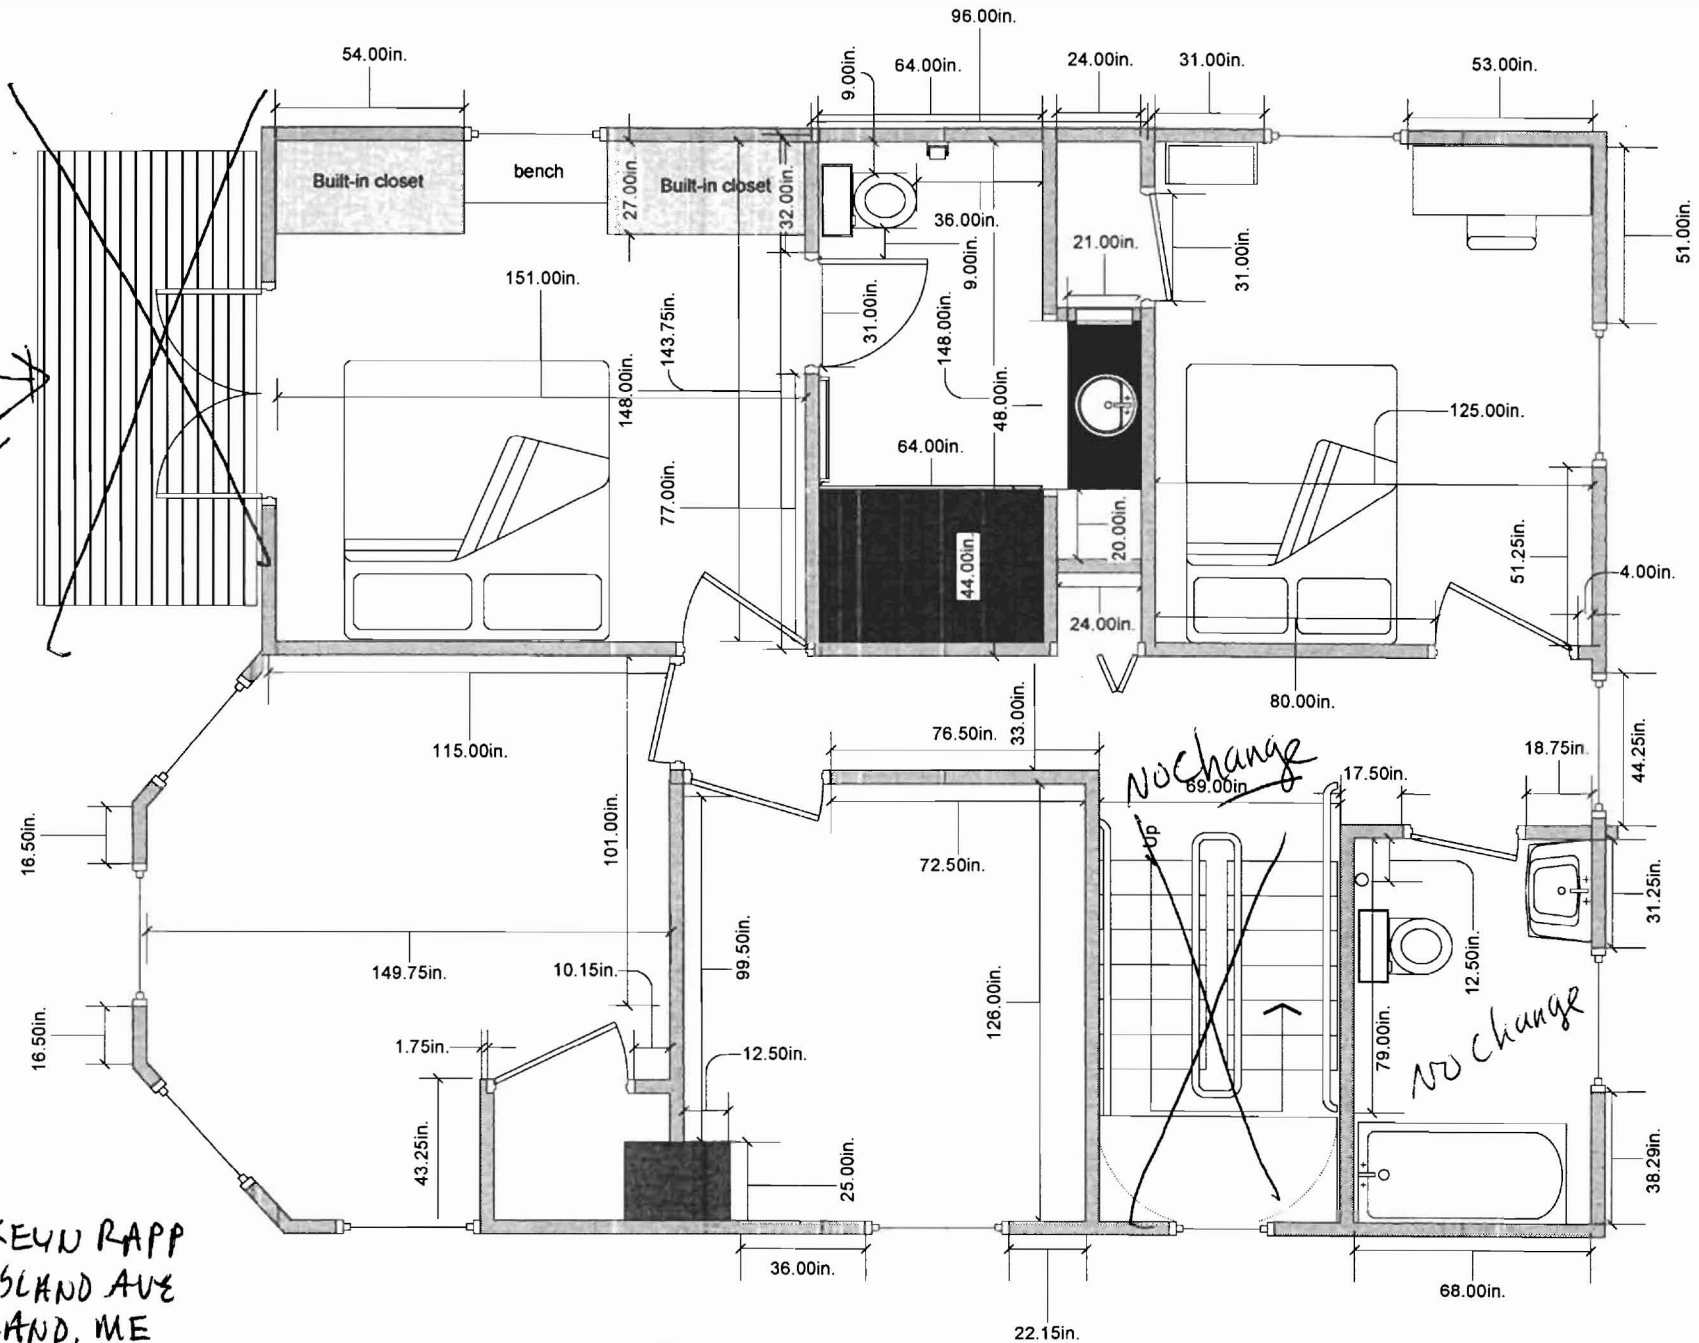 96.00in.
54.00in.
64.00in.
24.00in.
31.00in.
53.00in.
9.00in.
Built-in closet
bench
Built-in closet
27.00in.
32.00in.
36.00in.
9.00in.
21.00in.
31.00in.
51.00in.
151.00in.
143.75in.
148.00in.
31.00in.
148.00in.
48.00in.
125.00in.
64.00in.
77.00in.
44.00in.
20.00in.
51.25in.
4.00in.
24.00in.
80.00in.
115.00in.
33.00in.
76.50in.
44.25in.
No Change
69.00in.
17.50in.
18.75in.
16.50in.
101.00in.
72.50in.
Up
31.25in.
149.75in.
10.15in.
99.50in.
126.00in.
12.50in.
79.00in.
No Change
16.50in.
1.75in.
12.50in.
43.25in.
25.00in.
38.29in.
36.00in.
22.15in.
68.00in.
RAPP
ISLAND AVE
AND, ME